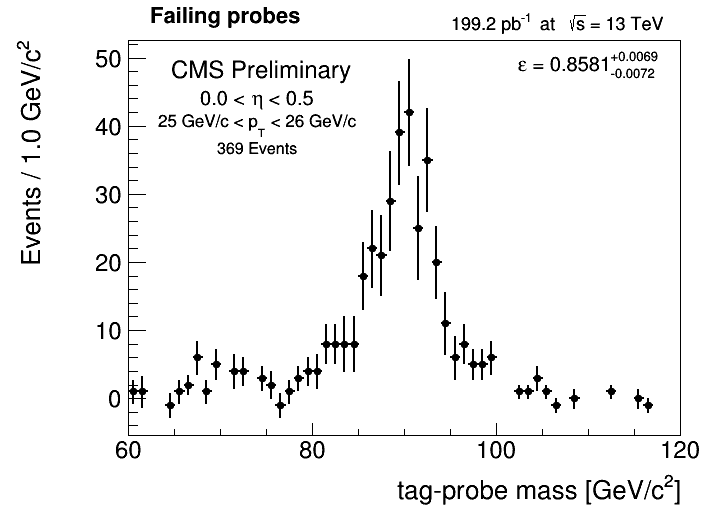 Failing probes
199.2 pb⁻¹ at √s = 13 TeV
CMS Preliminary
0.0 < η < 0.5
25 GeV/c < p_T < 26 GeV/c
369 Events
ε = 0.8581 +0.0069 -0.0072
Events / 1.0 GeV/c²
50
40
30
20
10
0
60 80 100 120
tag-probe mass [GeV/c²]